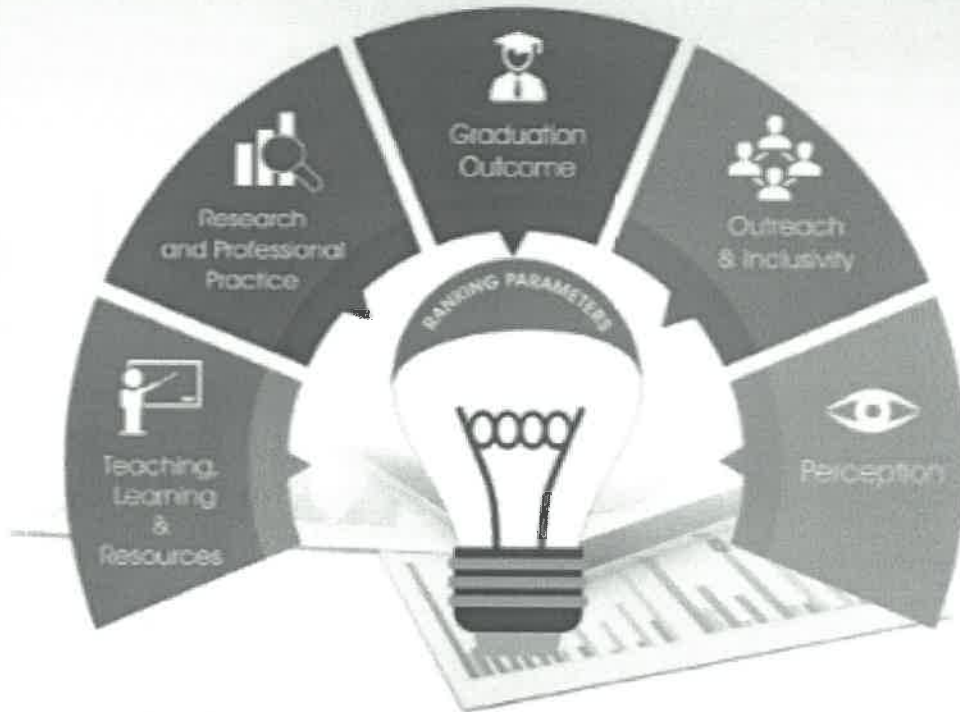 Graduation
Outcome
Research
and Professional
Practice
Outreach
& Inclusivity
RANKING PARAMETERS
Teaching,
Learning
&
Resources
Perception